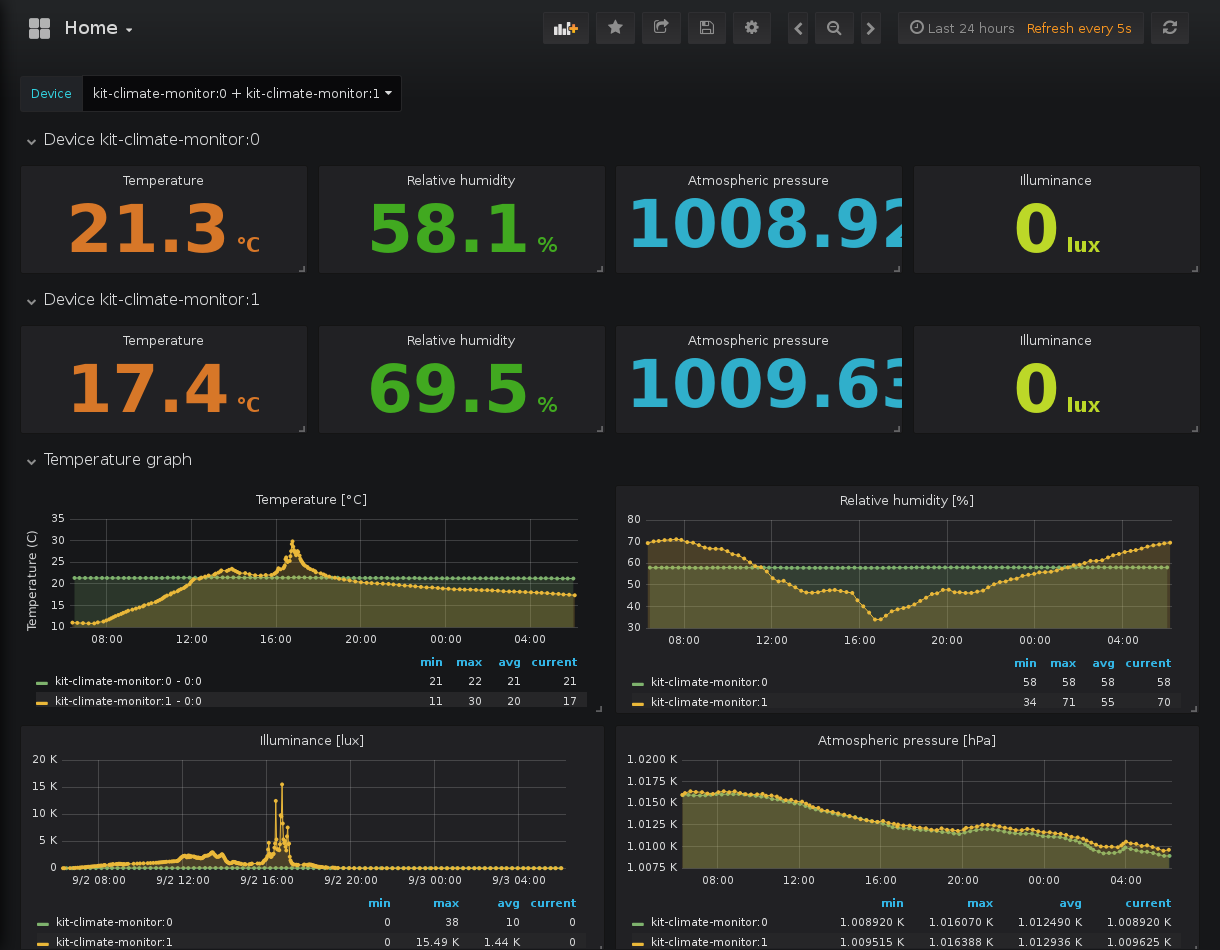 Home
Last 24 hours Refresh every 5s
Device kit-climate-monitor:0 + kit-climate-monitor:1
Device kit-climate-monitor:0
Temperature Relative humidity Atmospheric pressure Illuminance
21.3 °C 58.1 % 1008.92 0 lux
Device kit-climate-monitor:1
Temperature Relative humidity Atmospheric pressure Illuminance
17.4 °C 69.5 % 1009.63 0 lux
Temperature graph
Temperature [°C]
Temperature (C)
35
30
25
20
15
10
08:00 12:00 16:00 20:00 00:00 04:00
min max avg current
kit-climate-monitor:0 - 0:0 21 22 21 21
kit-climate-monitor:1 - 0:0 11 30 20 17
Relative humidity [%]
80
70
60
50
40
30
08:00 12:00 16:00 20:00 00:00 04:00
min max avg current
kit-climate-monitor:0 58 58 58 58
kit-climate-monitor:1 34 71 55 70
Illuminance [lux]
20 K
15 K
10 K
5 K
0
9/2 08:00 9/2 12:00 9/2 16:00 9/2 20:00 9/3 00:00 9/3 04:00
min max avg current
kit-climate-monitor:0 0 38 10 0
kit-climate-monitor:1 0 15.49 K 1.44 K 0
Atmospheric pressure [hPa]
1.0200 K
1.0175 K
1.0150 K
1.0125 K
1.0100 K
1.0075 K
08:00 12:00 16:00 20:00 00:00 04:00
min max avg current
kit-climate-monitor:0 1.008920 K 1.016070 K 1.012490 K 1.008920 K
kit-climate-monitor:1 1.009515 K 1.016388 K 1.012936 K 1.009625 K